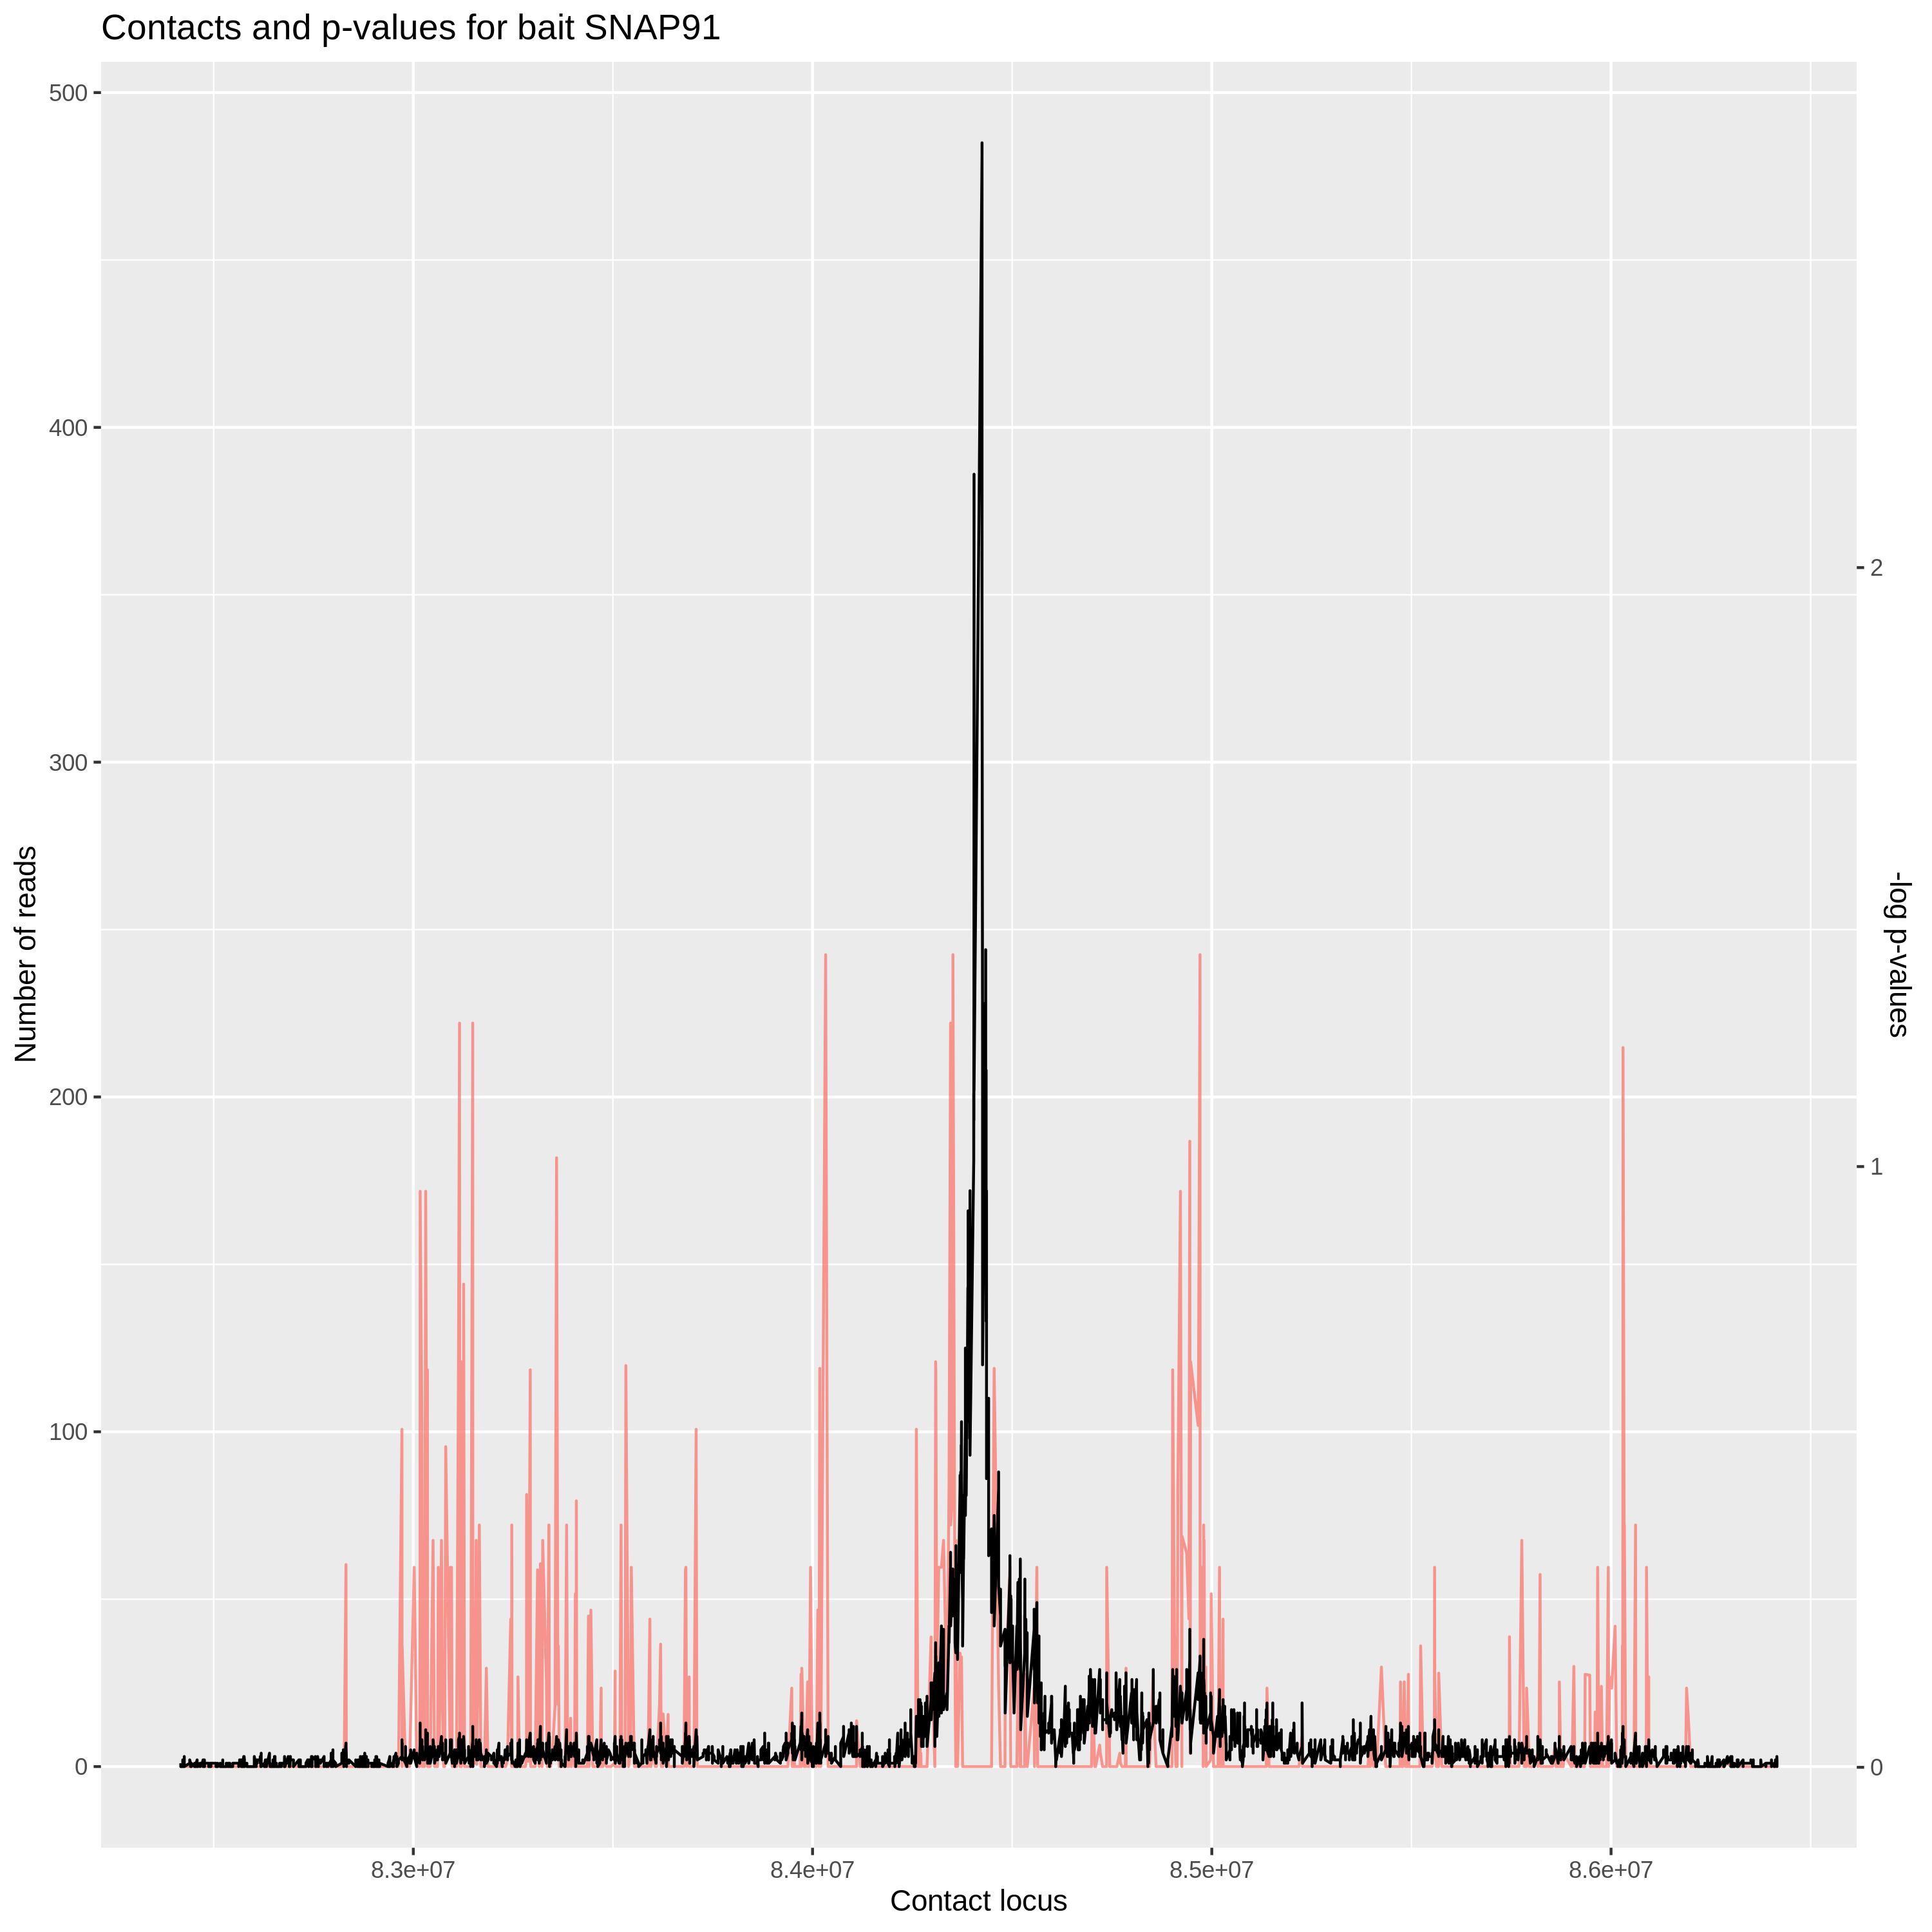 Contacts and p-values for bait SNAP91
500
400
300
200
100
0
Number of reads
2
1
0
-log p-values
8.3e+07
8.4e+07
8.5e+07
8.6e+07
Contact locus